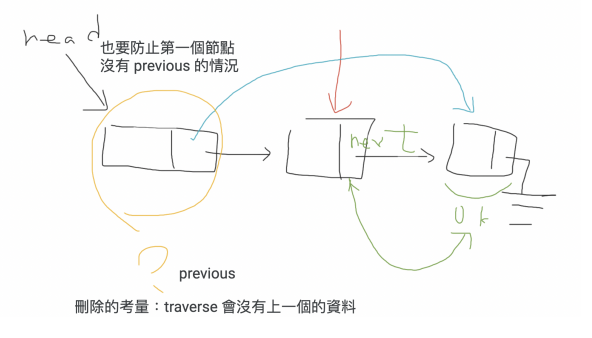 head
也要防止第一個節點
沒有 previous 的情況
next
ok
?
previous
刪除的考量：traverse 會沒有上一個的資料